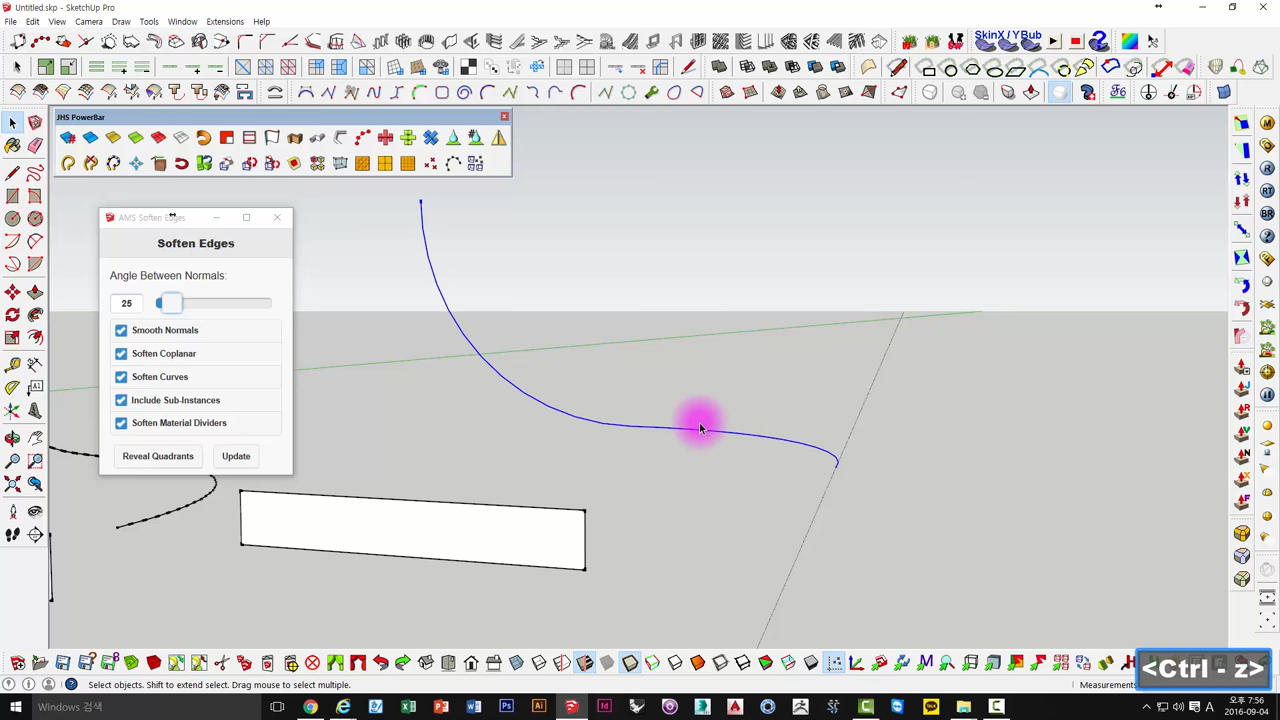 Untitled.skp - SketchUp Pro
File Edit View Camera Draw Tools Window Extensions Help
SkinX / YBub
JHS PowerBar
AMS Soften Edges
Soften Edges
Angle Between Normals:
25
Smooth Normals
Soften Coplanar
Soften Curves
Include Sub-Instances
Soften Material Dividers
Reveal Quadrants Update
<Ctrl - z>
Select objects. Shift to extend select. Drag mouse to select multiple.
Measurements
Windows 검색
오후 7:56
2016-09-04